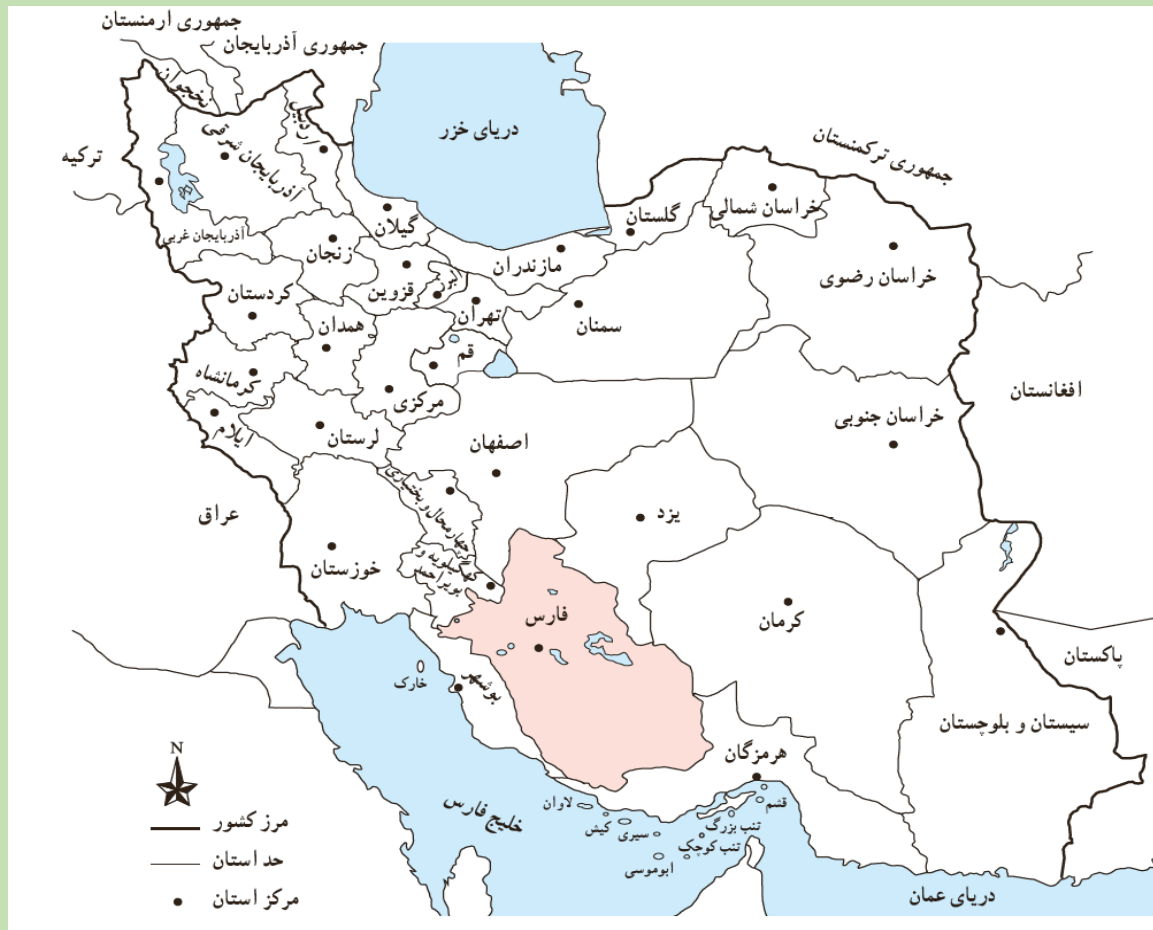 جمهوری ارمنستان
جمهوری آذربایجان
نخجوان
ترکیه
دریای خزر
جمهوری ترکمنستان
اردبیل
آذربایجان شرقی
آذربایجان غربی
گیلان
زنجان
گلستان
خراسان شمالی
مازندران
خراسان رضوی
البرز
قزوین
کردستان
تهران
سمنان
همدان
قم
کرمانشاه
مرکزی
افغانستان
خراسان جنوبی
ایلام
لرستان
اصفهان
چهارمحال و بختیاری
عراق
یزد
خوزستان
کهگیلویه و
بویراحمد
فارس
کرمان
پاکستان
خارک
بوشهر
سیستان و بلوچستان
هرمزگان
خلیج فارس
لاوان
کیش
سیری
قشم
تنب بزرگ
تنب کوچک
ابوموسی
دریای عمان
N
مرز کشور
حد استان
مرکز استان